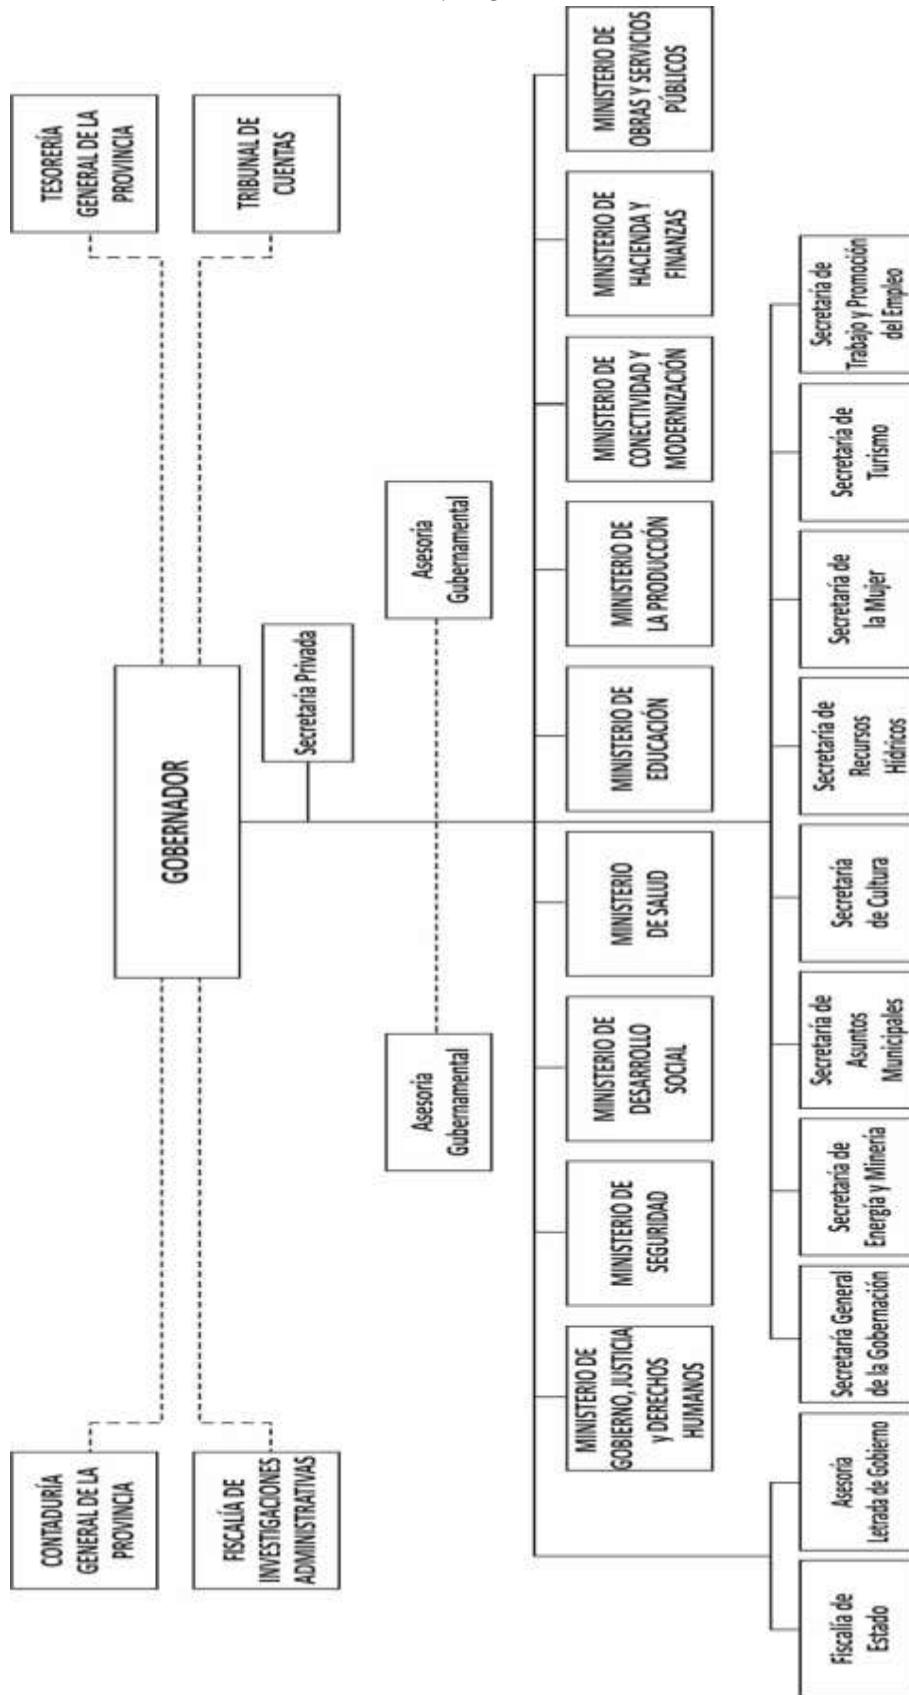 CONTADURÍA
GENERAL DE LA
PROVINCIA
TESORERÍA
GENERAL DE LA
PROVINCIA
GOBERNADOR
FISCALÍA DE
INVESTIGACIONES
ADMINISTRATIVAS
TRIBUNAL DE
CUENTAS
Secretaría Privada
Asesoria
Gubernamental
Asesoria
Gubernamental
MINISTERIO DE
GOBIERNO, JUSTICIA
y DERECHOS
HUMANOS
MINISTERIO DE
SEGURIDAD
MINISTERIO DE
DESARROLLO
SOCIAL
MINISTERIO
DE SALUD
MINISTERIO DE
EDUCACIÓN
MINISTERIO DE
LA PRODUCCIÓN
MINISTERIO DE
CONECTIVIDAD Y
MODERNIZACIÓN
MINISTERIO DE
HACIENDA Y
FINANZAS
MINISTERIO DE
OBRAS Y SERVICIOS
PÚBLICOS
Fiscalía de
Estado
Asesoría
Letrada de Gobierno
Secretaría General
de la Gobernación
Secretaría de
Energía y Minería
Secretaría de
Asuntos
Municipales
Secretaría
de Cultura
Secretaría de
Recursos
Hídricos
Secretaría de
la Mujer
Secretaria de
Turismo
Secretaria de
Trabajo y Promoción
del Empleo